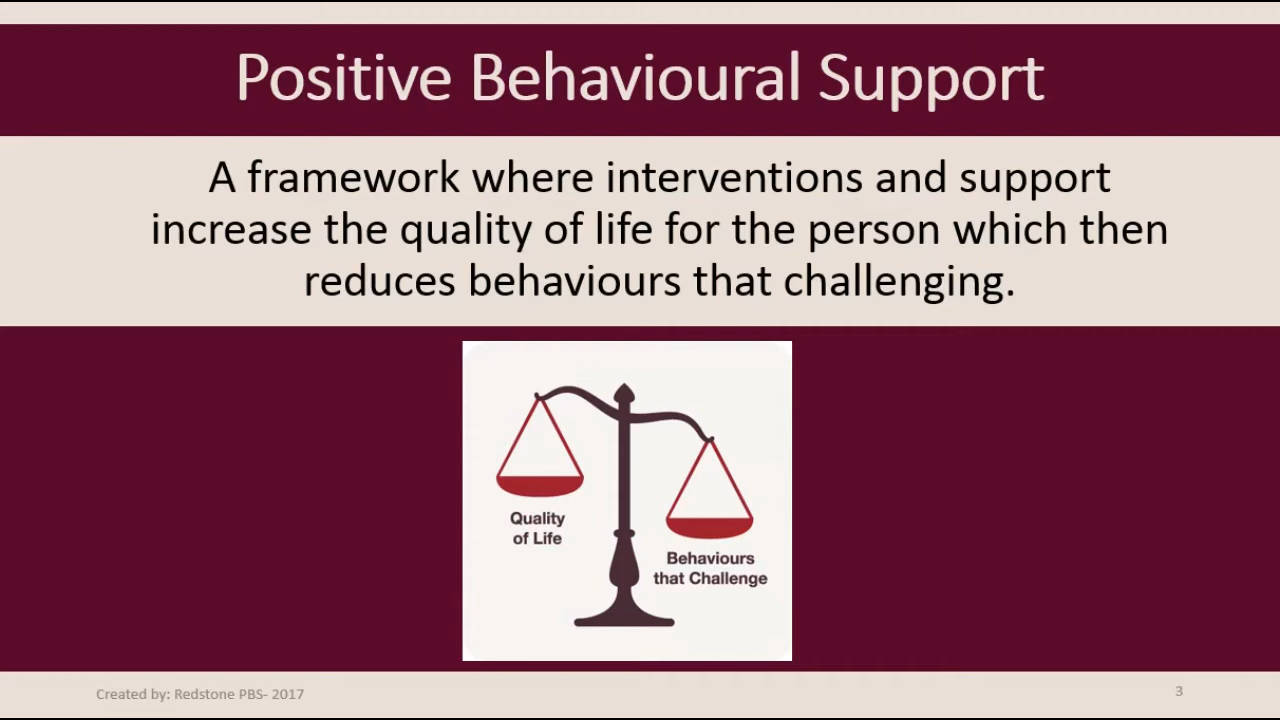 Positive Behavioural Support
A framework where interventions and support
increase the quality of life for the person which then
reduces behaviours that challenging.
Quality
of Life
Behaviours
that Challenge
Created by: Redstone PBS- 2017
3